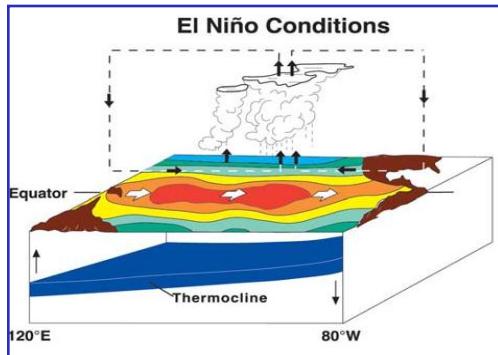 El Niño Conditions
Equator
Thermocline
120°E
80°W